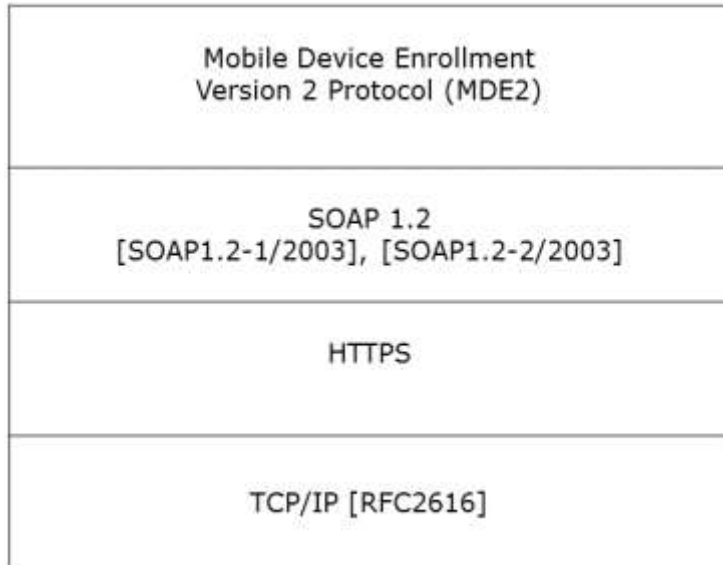 Mobile Device Enrollment
Version 2 Protocol (MDE2)
SOAP 1.2
[SOAP1.2-1/2003], [SOAP1.2-2/2003]
HTTPS
TCP/IP [RFC2616]